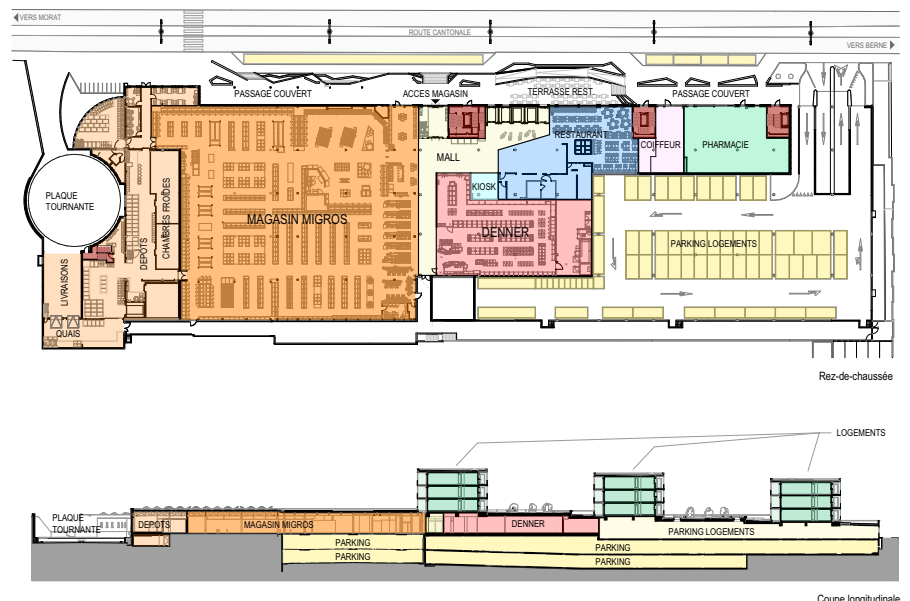 VERS MORAT
ROUTE CANTONALE
VERS BERNE
PASSAGE COUVERT
ACCES MAGASIN
TERRASSE REST.
PASSAGE COUVERT
RESTAURANT
COIFFEUR
PHARMACIE
MALL
KIOSK
PLAQUE
TOURNANTE
CHAMBRES FROIDES
DEPOTS
MAGASIN MIGROS
DENNER
PARKING LOGEMENTS
LIVRAISONS
QUAIS
Rez-de-chaussée
LOGEMENTS
PLAQUE
TOURNANTE
DEPOTS
MAGASIN MIGROS
DENNER
PARKING LOGEMENTS
PARKING
PARKING
PARKING
PARKING
Coupe longitudinale